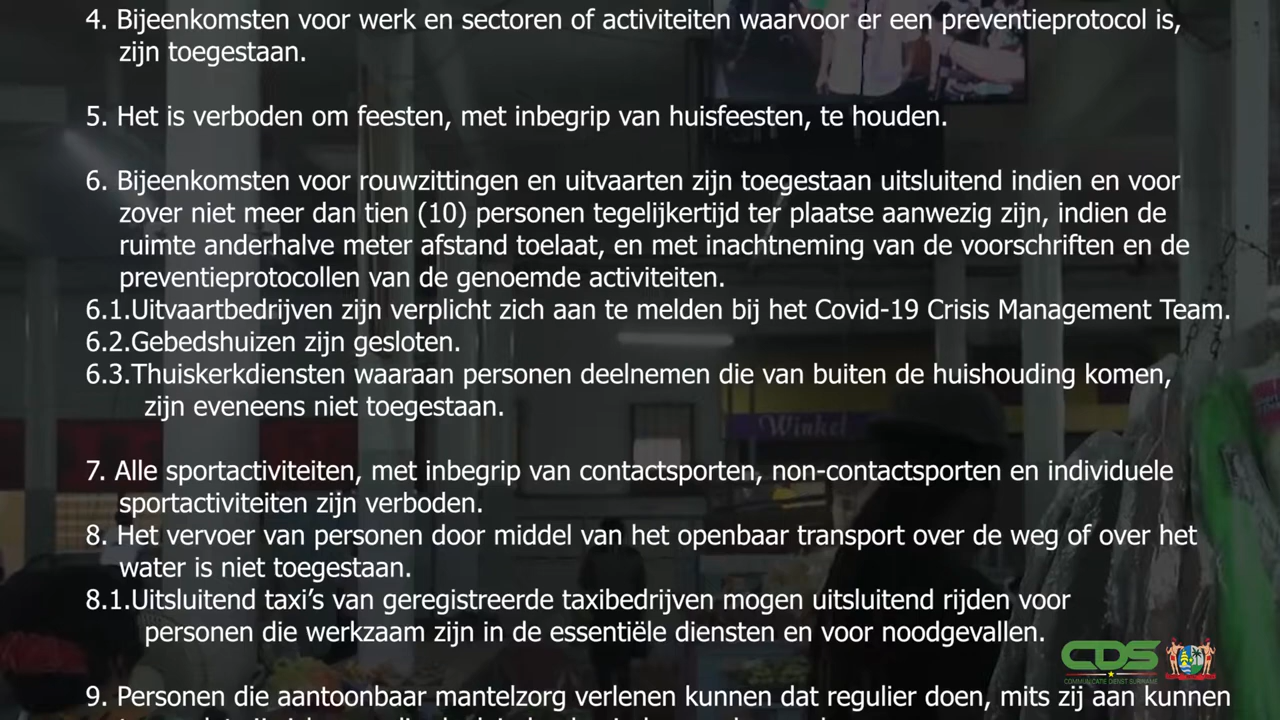 4. Bijeenkomsten voor werk en sectoren of activiteiten waarvoor er een preventieprotocol is,
zijn toegestaan.
5. Het is verboden om feesten, met inbegrip van huisfeesten, te houden.
6. Bijeenkomsten voor rouwzittingen en uitvaarten zijn toegestaan uitsluitend indien en voor
zover niet meer dan tien (10) personen tegelijkertijd ter plaatse aanwezig zijn, indien de
ruimte anderhalve meter afstand toelaat, en met inachtneming van de voorschriften en de
preventieprotocollen van de genoemde activiteiten.
6.1.Uitvaartbedrijven zijn verplicht zich aan te melden bij het Covid-19 Crisis Management Team.
6.2.Gebedshuizen zijn gesloten.
6.3.Thuiskerkdiensten waaraan personen deelnemen die van buiten de huishouding komen,
zijn eveneens niet toegestaan.
Winkel
7. Alle sportactiviteiten, met inbegrip van contactsporten, non-contactsporten en individuele
sportactiviteiten zijn verboden.
8. Het vervoer van personen door middel van het openbaar transport over de weg of over het
water is niet toegestaan.
8.1.Uitsluitend taxi's van geregistreerde taxibedrijven mogen uitsluitend rijden voor
personen die werkzaam zijn in de essentiële diensten en voor noodgevallen.
CDS
COMMUNICATIE DIENST SURINAME
9. Personen die aantoonbaar mantelzorg verlenen kunnen dat regulier doen, mits zij aan kunnen